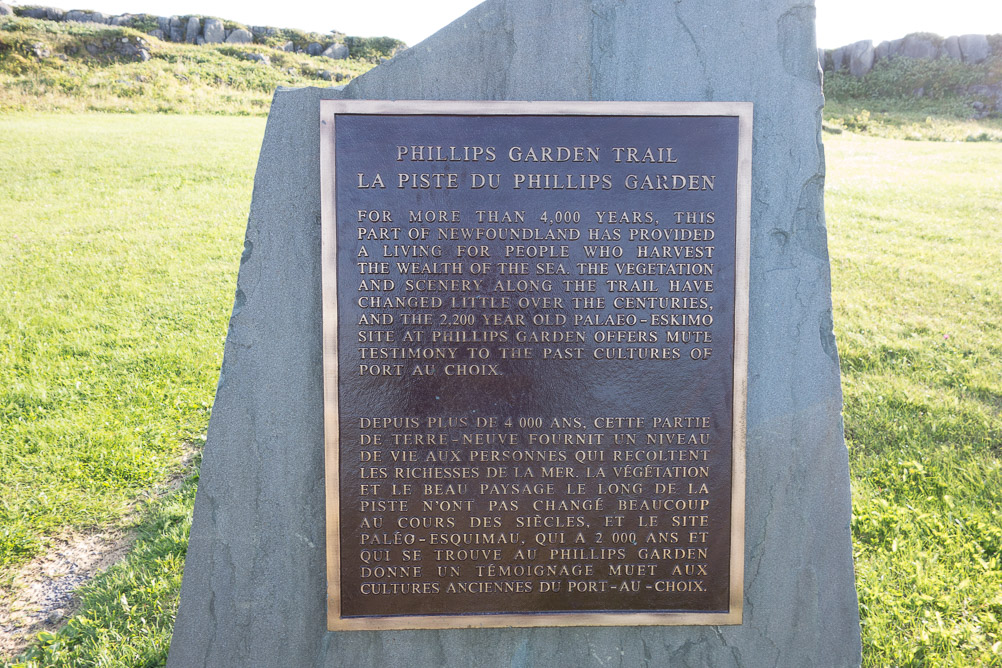 PHILLIPS GARDEN TRAIL
LA PISTE DU PHILLIPS GARDEN
FOR MORE THAN 4,000 YEARS, THIS
PART OF NEWFOUNDLAND HAS PROVIDED
A LIVING FOR PEOPLE WHO HARVEST
THE WEALTH OF THE SEA. THE VEGETATION
AND SCENERY ALONG THE TRAIL HAVE
CHANGED LITTLE OVER THE CENTURIES,
AND THE 2,200 YEAR OLD PALAEO-ESKIMO
SITE AT PHILLIPS GARDEN OFFERS MUTE
TESTIMONY TO THE PAST CULTURES OF
PORT AU CHOIX.
DEPUIS PLUS DE 4 000 ANS, CETTE PARTIE
DE TERRE-NEUVE FOURNIT UN NIVEAU
DE VIE AUX PERSONNES QUI RECOLTENT
LES RICHESSES DE LA MER. LA VÉGÉTATION
ET LE BEAU PAYSAGE LE LONG DE LA
PISTE N'ONT PAS CHANGÉ BEAUCOUP
AU COURS DES SIÈCLES, ET LE SITE
PALÉO-ESQUIMAU, QUI A 2 000 ANS ET
QUI SE TROUVE AU PHILLIPS GARDEN
DONNE UN TÉMOIGNAGE MUET AUX
CULTURES ANCIENNES DU PORT-AU-CHOIX.